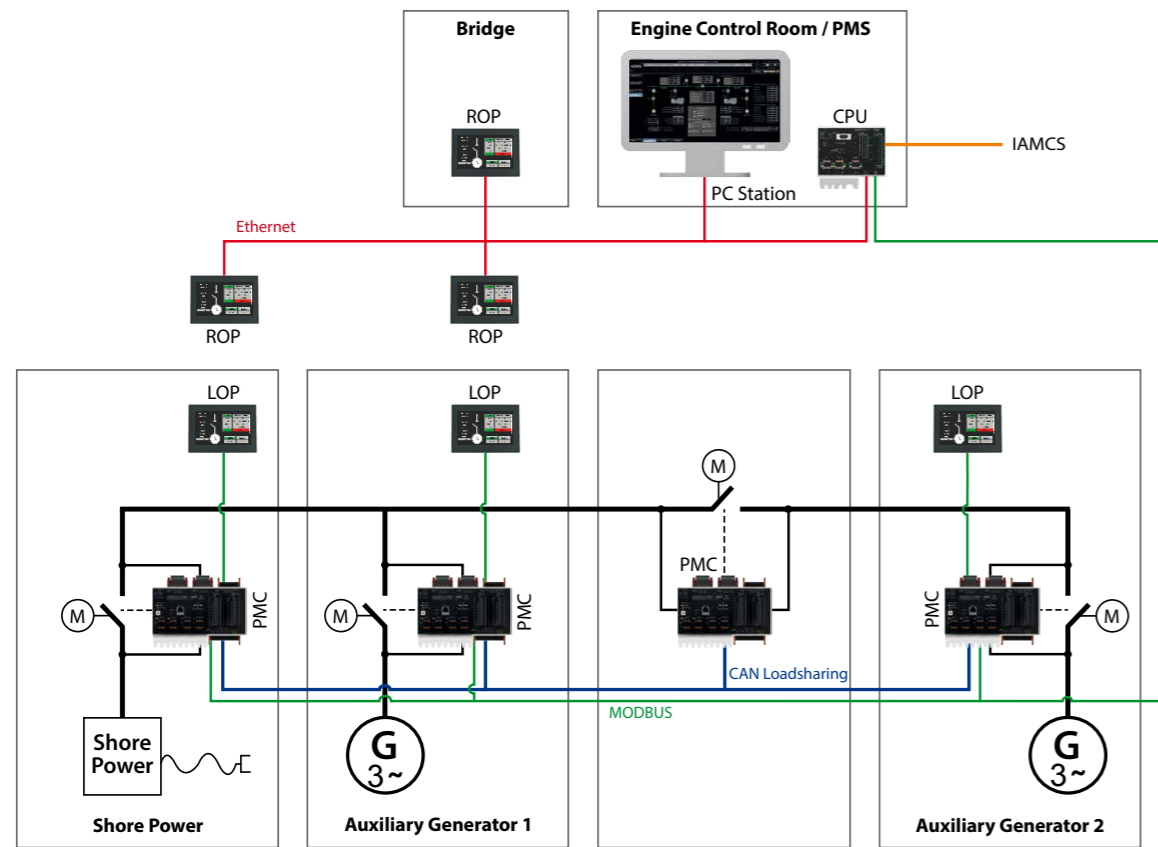 Bridge
Engine Control Room / PMS
ROP
CPU
IAMCS
PC Station
Ethernet
ROP
ROP
LOP
LOP
LOP
M
PMC
PMC
PMC
PMC
M
M
M
CAN Loadsharing
MODBUS
Shore
Power
G
3~
G
3~
Shore Power
Auxiliary Generator 1
Auxiliary Generator 2